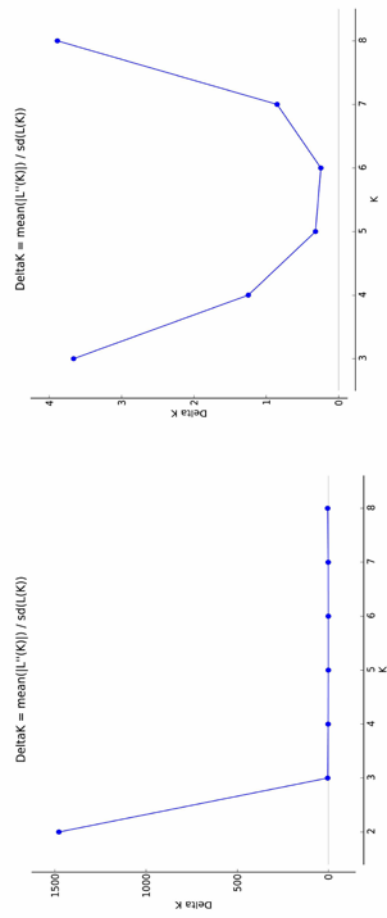 DeltaK = mean(|L''(K)|) / sd(L(K))
1500
1000
500
0
Delta K
2 3 4 5 6 7 8
K
DeltaK = mean(|L''(K)|) / sd(L(K))
4
3
2
1
0
Delta K
3 4 5 6 7 8
K